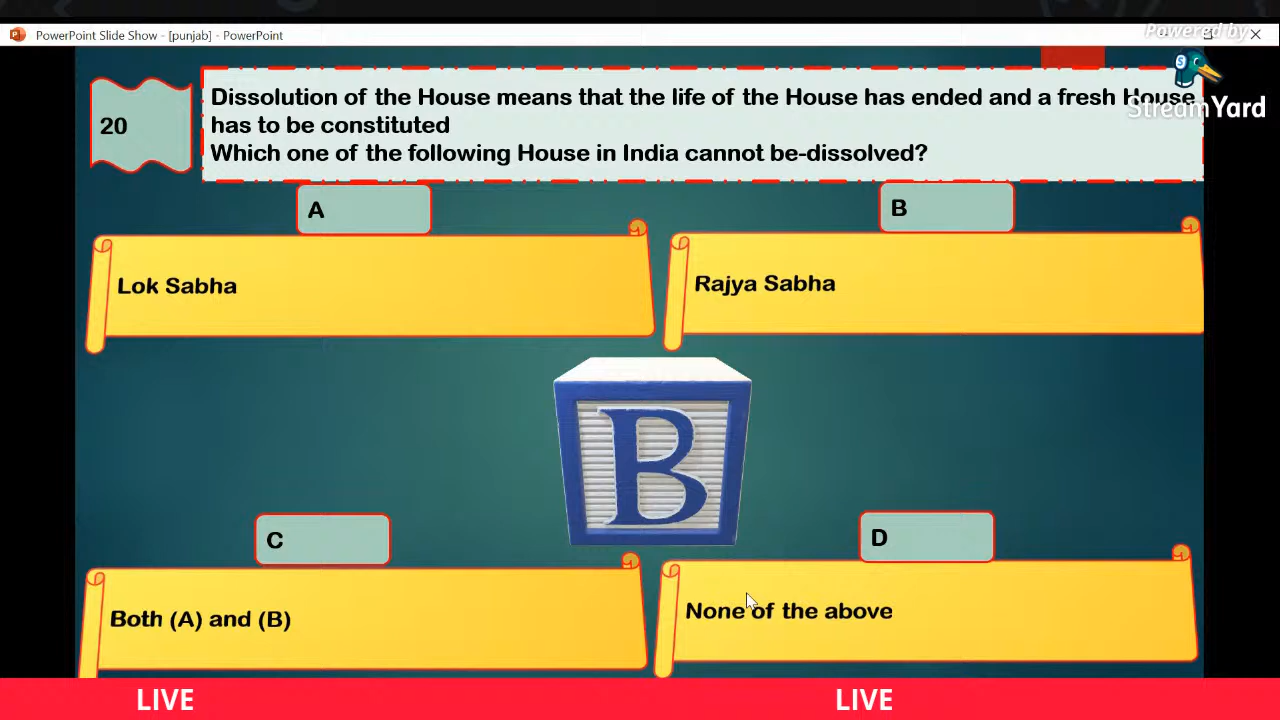 PowerPoint Slide Show - [punjab] - PowerPoint
Powered by
StreamYard
20
Dissolution of the House means that the life of the House has ended and a fresh House
has to be constituted
Which one of the following House in India cannot be-dissolved?
A
B
Lok Sabha
Rajya Sabha
B
C
D
Both (A) and (B)
None of the above
LIVE
LIVE